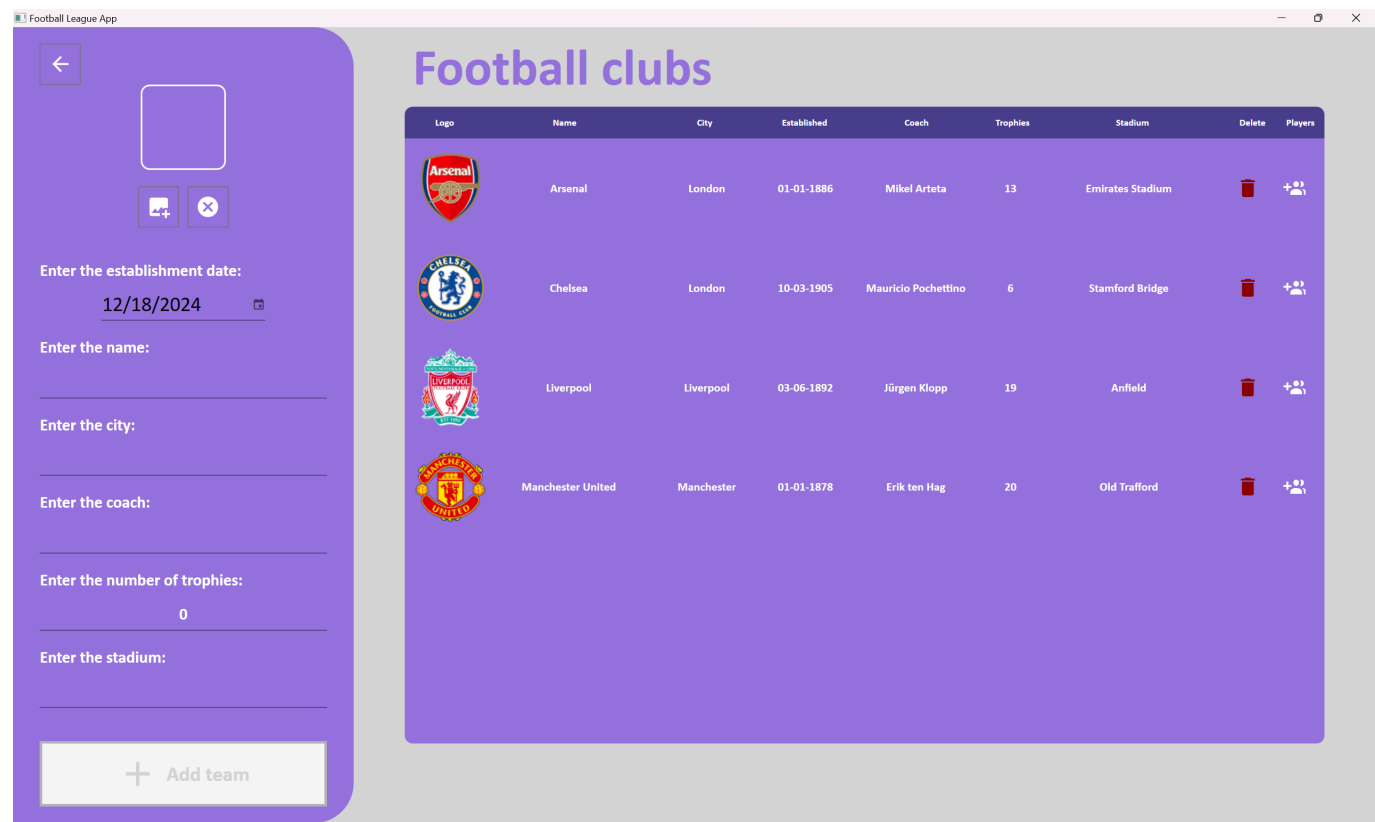 Football League App
Enter the establishment date:
12/18/2024
Enter the name:
Enter the city:
Enter the coach:
Enter the number of trophies:
0
Enter the stadium:
Add team
Football clubs
Logo Name City Established Coach Trophies Stadium Delete Players
Arsenal Arsenal London 01-01-1886 Mikel Arteta 13 Emirates Stadium
CHELSEA FOOTBALL CLUB Chelsea London 10-03-1905 Mauricio Pochettino 6 Stamford Bridge
LIVERPOOL FOOTBALL CLUB Liverpool Liverpool 03-06-1892 Jürgen Klopp 19 Anfield
MANCHESTER UNITED Manchester United Manchester 01-01-1878 Erik ten Hag 20 Old Trafford